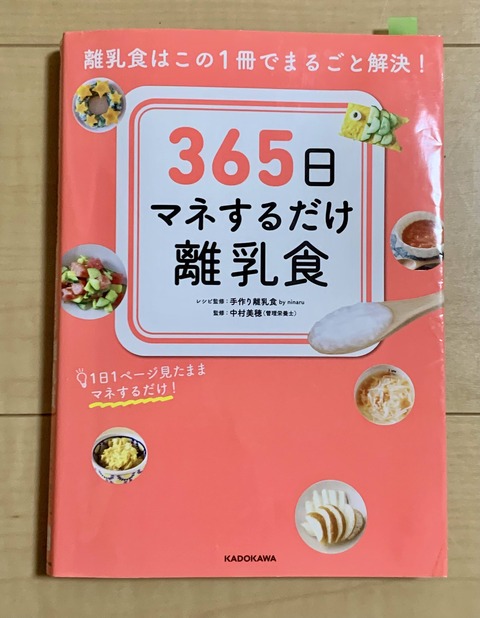 離乳食はこの1冊でまるごと解決！
365日
マネするだけ
離乳食
レシピ監修：手作り離乳食 by ninaru
監修：中村美穂（管理栄養士）
1日1ページ見たまま
マネするだけ！
KADOKAWA